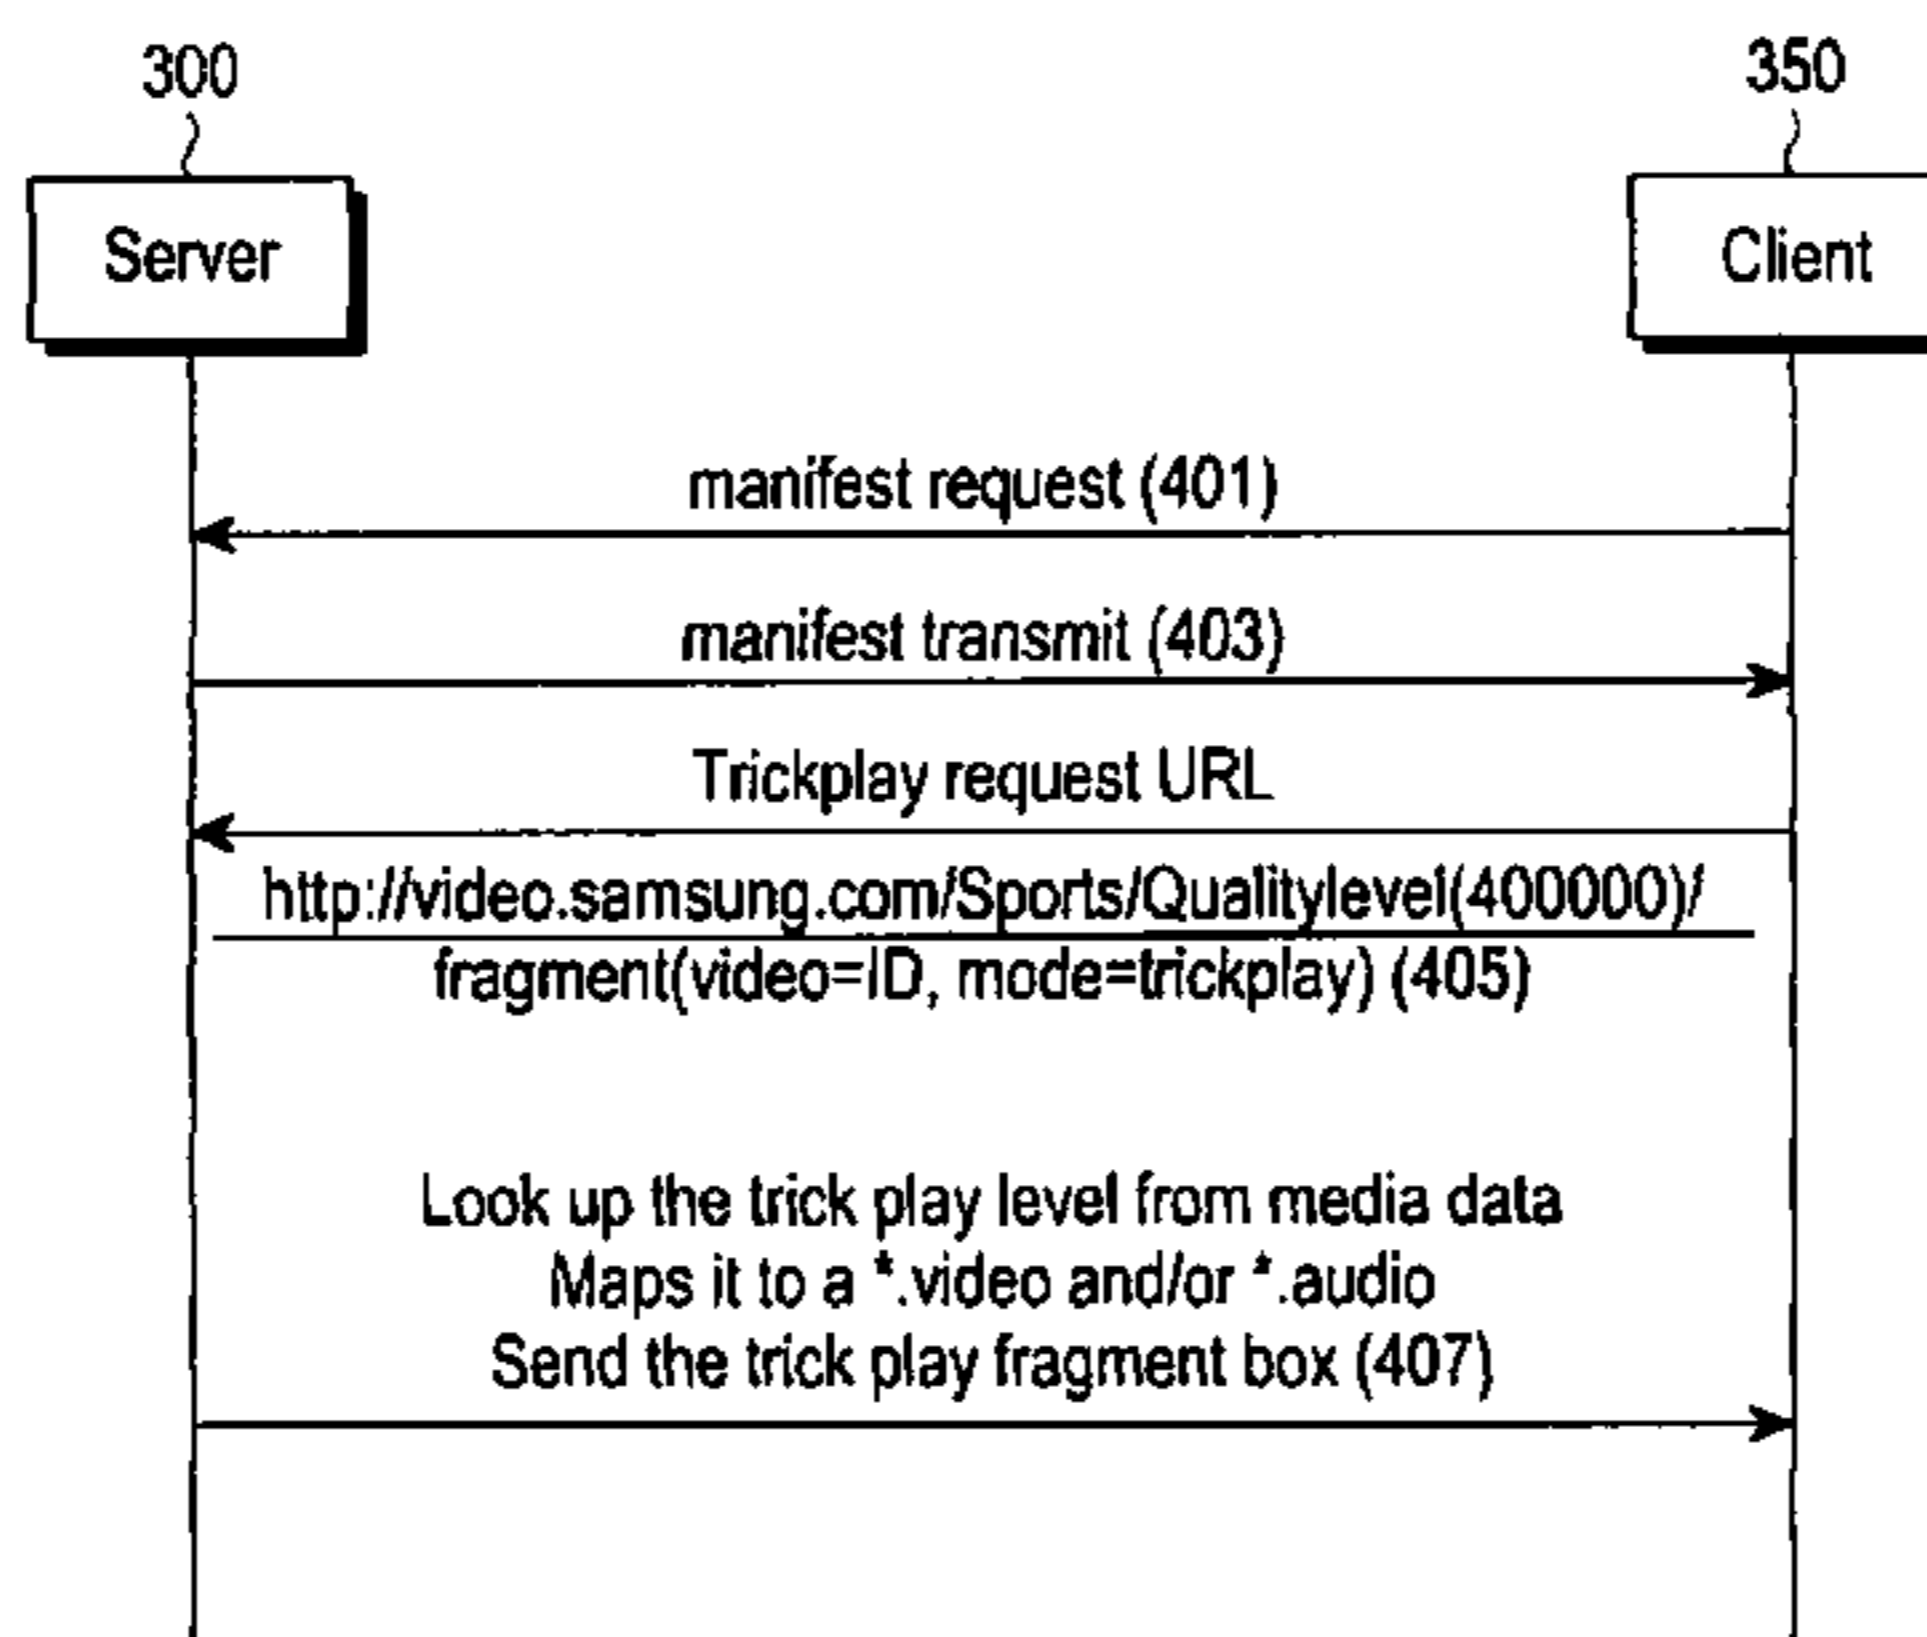 300
350
Server
Client
manifest request (401)
manifest transmit (403)
Trickplay request URL
http://video.samsung.com/Sports/Qualitylevel(400000)/
fragment(video=ID, mode=trickplay) (405)
Look up the trick play level from media data
Maps it to a *.video and/or *.audio
Send the trick play fragment box (407)